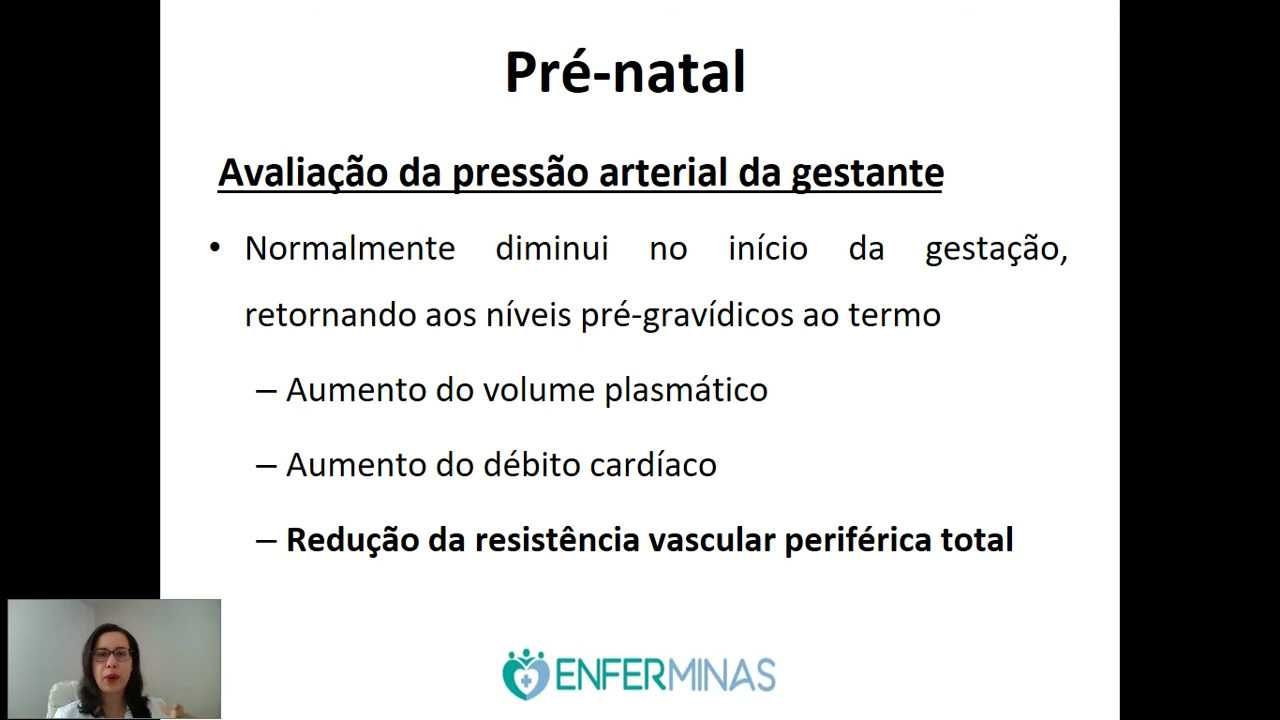 Pré-natal
Avaliação da pressão arterial da gestante
• Normalmente diminui no início da gestação,
retornando aos níveis pré-gravídicos ao termo
– Aumento do volume plasmático
– Aumento do débito cardíaco
– Redução da resistência vascular periférica total
ENFERMINAS